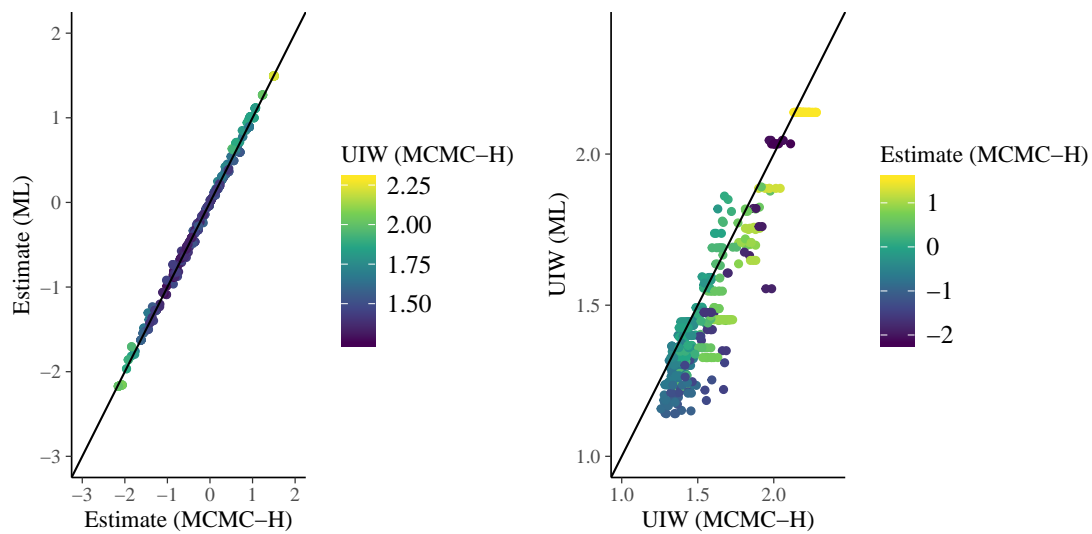 2
1
0
−1
−2
−3
Estimate (ML)
−3 −2 −1 0 1 2
Estimate (MCMC−H)
UIW (MCMC−H)
2.25
2.00
1.75
1.50
2.0
1.5
1.0
UIW (ML)
1.0 1.5 2.0
UIW (MCMC−H)
Estimate (MCMC−H)
1
0
−1
−2